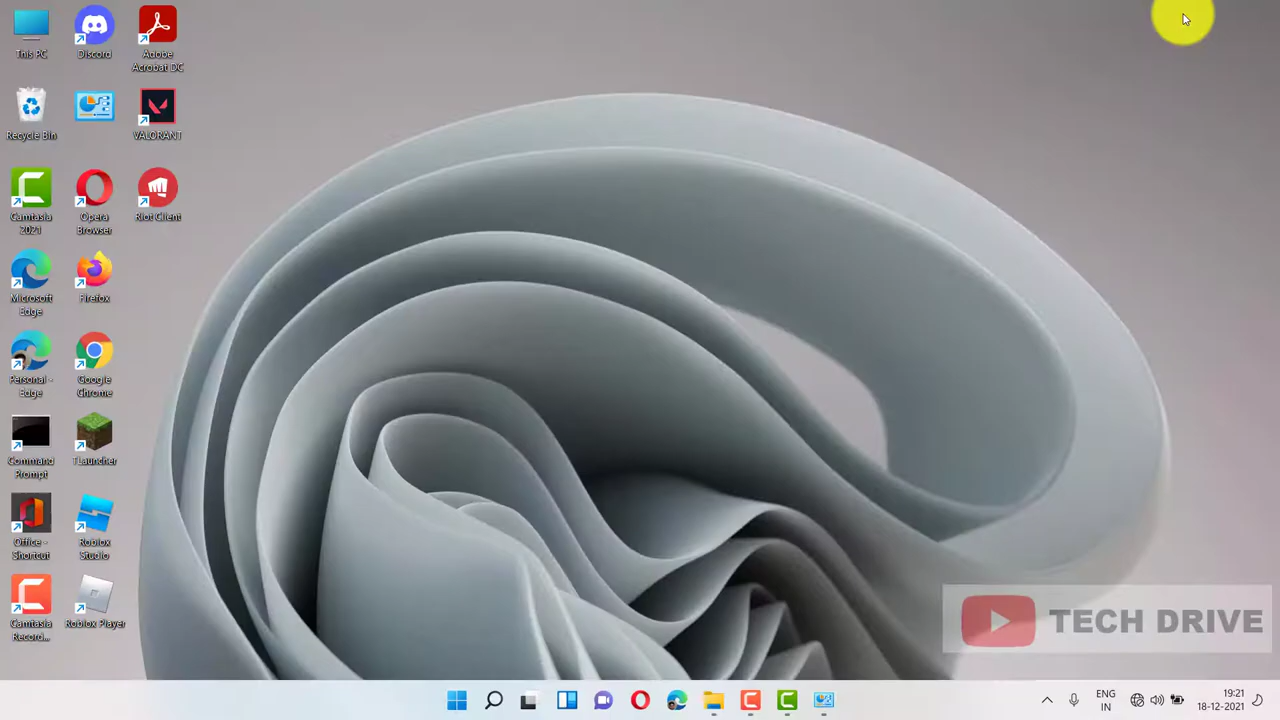 This PC
Discord
Adobe
Acrobat DC
Recycle Bin
VALORANT
Camtasia
2021
Opera
Browser
Riot Client
Microsoft
Edge
Firefox
Personal -
Edge
Google
Chrome
Command
Prompt
TLauncher
Office -
Shortcut
Roblox
Studio
Camtasia
Record...
Roblox Player
TECH DRIVE
ENG
IN
19:21
18-12-2021